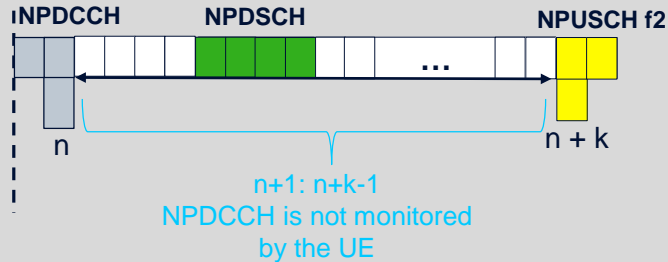 NPDCCH NPDSCH NPUSCH f2
...
n n + k
n+1: n+k-1
NPDCCH is not monitored
by the UE